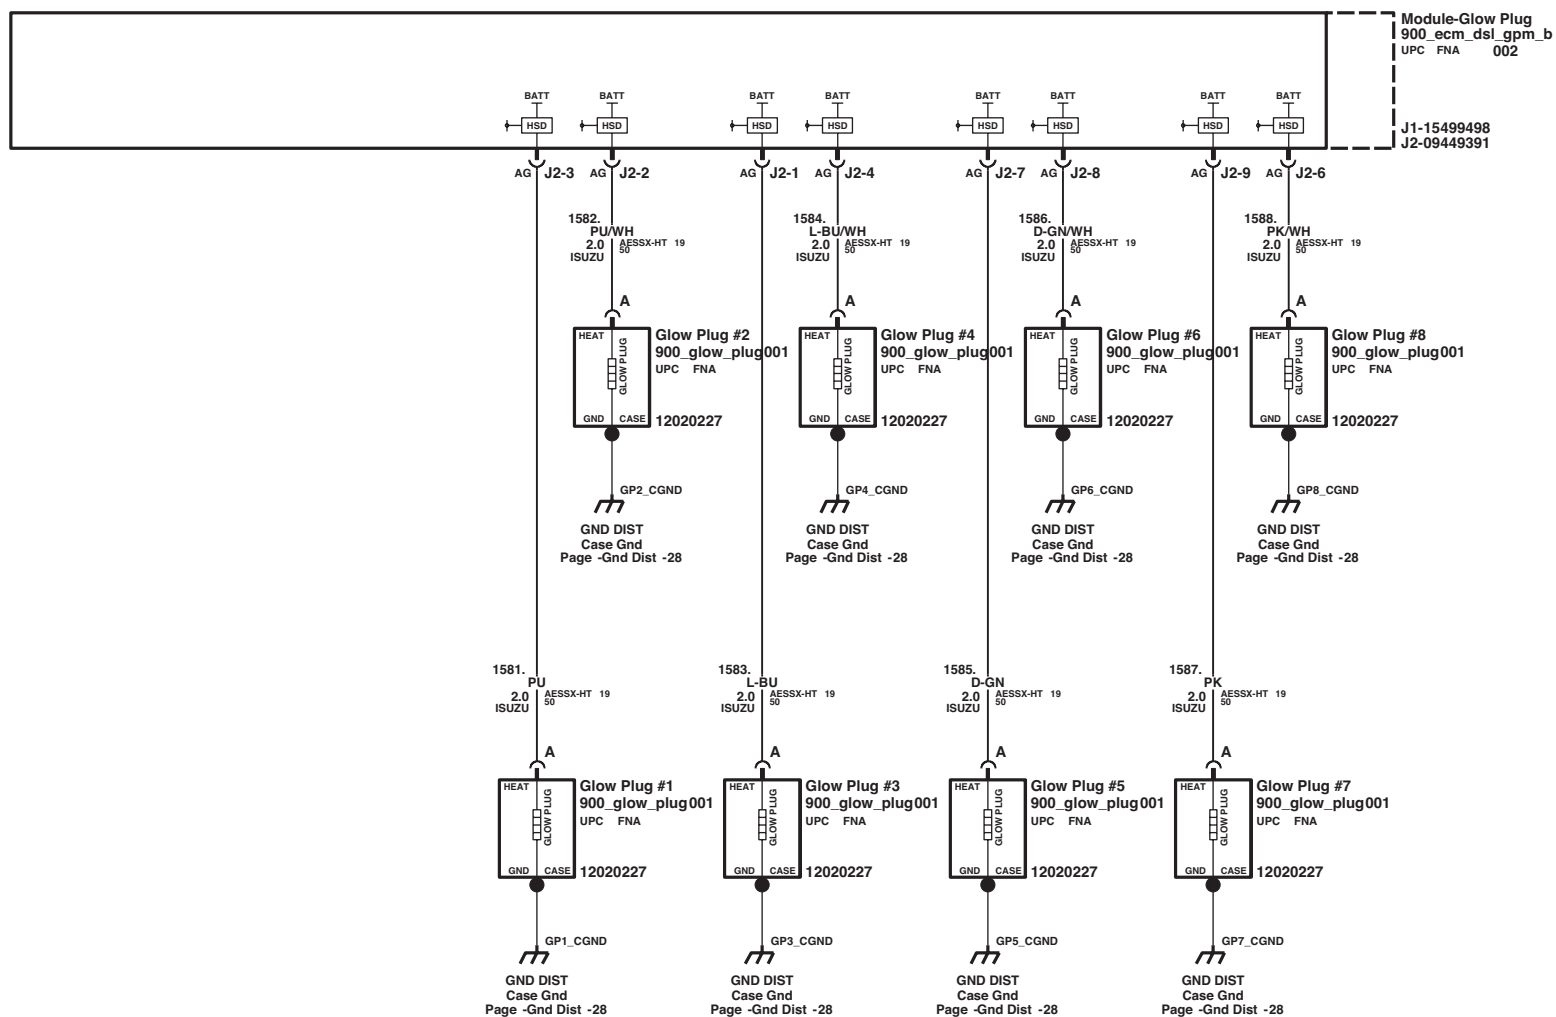 Module-Glow Plug
900_ecm_dsl_gpm_b
UPC FNA 002
J1-15499498
J2-09449391
BATT BATT BATT BATT BATT BATT BATT BATT
HSD HSD HSD HSD HSD HSD HSD HSD
AG J2-3 AG J2-2 AG J2-1 AG J2-4 AG J2-7 AG J2-8 AG J2-9 AG J2-6
1582. 1584. 1586. 1588.
PU/WH L-BU/WH D-GN/WH PK/WH
2.0 AESSX-HT 19 2.0 AESSX-HT 19 2.0 AESSX-HT 19 2.0 AESSX-HT 19
50 50 50 50
ISUZU ISUZU ISUZU ISUZU
A A A A
HEAT Glow Plug #2 HEAT Glow Plug #4 HEAT Glow Plug #6 HEAT Glow Plug #8
900_glow_plug001 900_glow_plug001 900_glow_plug001 900_glow_plug001
UPC FNA UPC FNA UPC FNA UPC FNA
GLOW PLUG GLOW PLUG GLOW PLUG GLOW PLUG
GND CASE 12020227 GND CASE 12020227 GND CASE 12020227 GND CASE 12020227
GP2_CGND GP4_CGND GP6_CGND GP8_CGND
GND DIST GND DIST GND DIST GND DIST
Case Gnd Case Gnd Case Gnd Case Gnd
Page -Gnd Dist -28 Page -Gnd Dist -28 Page -Gnd Dist -28 Page -Gnd Dist -28
1581. 1583. 1585. 1587.
PU L-BU D-GN PK
2.0 AESSX-HT 19 2.0 AESSX-HT 19 2.0 AESSX-HT 19 2.0 AESSX-HT 19
50 50 50 50
ISUZU ISUZU ISUZU ISUZU
A A A A
HEAT Glow Plug #1 HEAT Glow Plug #3 HEAT Glow Plug #5 HEAT Glow Plug #7
900_glow_plug001 900_glow_plug001 900_glow_plug001 900_glow_plug001
UPC FNA UPC FNA UPC FNA UPC FNA
GLOW PLUG GLOW PLUG GLOW PLUG GLOW PLUG
GND CASE 12020227 GND CASE 12020227 GND CASE 12020227 GND CASE 12020227
GP1_CGND GP3_CGND GP5_CGND GP7_CGND
GND DIST GND DIST GND DIST GND DIST
Case Gnd Case Gnd Case Gnd Case Gnd
Page -Gnd Dist -28 Page -Gnd Dist -28 Page -Gnd Dist -28 Page -Gnd Dist -28